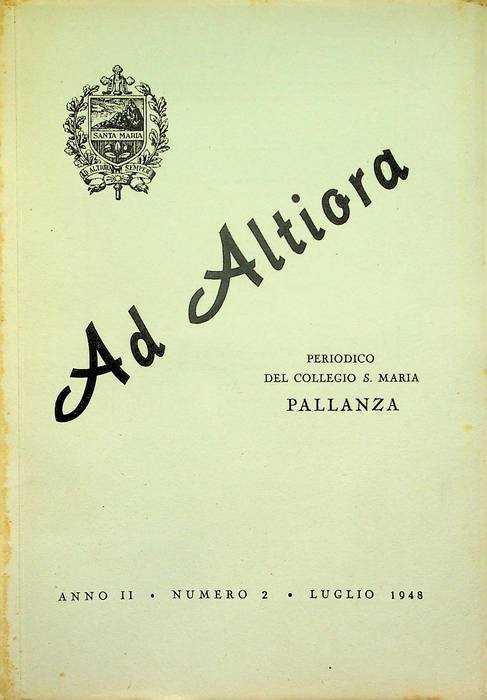 SANTA MARIA
AD ALTIORA SEMPER
Ad Altiora
PERIODICO
DEL COLLEGIO S. MARIA
PALLANZA
ANNO II • NUMERO 2 • LUGLIO 1948